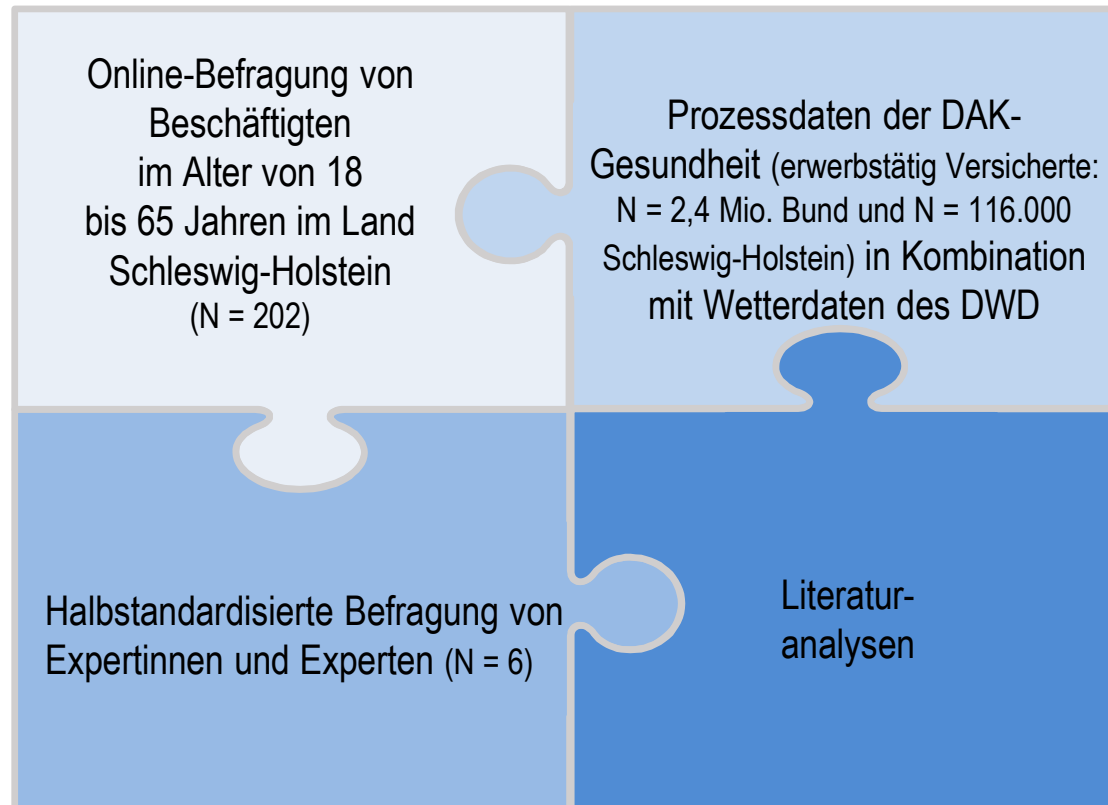 Online-Befragung von
Beschäftigten
im Alter von 18
bis 65 Jahren im Land
Schleswig-Holstein
(N = 202)
Prozessdaten der DAK-
Gesundheit (erwerbstätig Versicherte:
N = 2,4 Mio. Bund und N = 116.000
Schleswig-Holstein) in Kombination
mit Wetterdaten des DWD
Halbstandardisierte Befragung von
Expertinnen und Experten (N = 6)
Literatur-
analysen